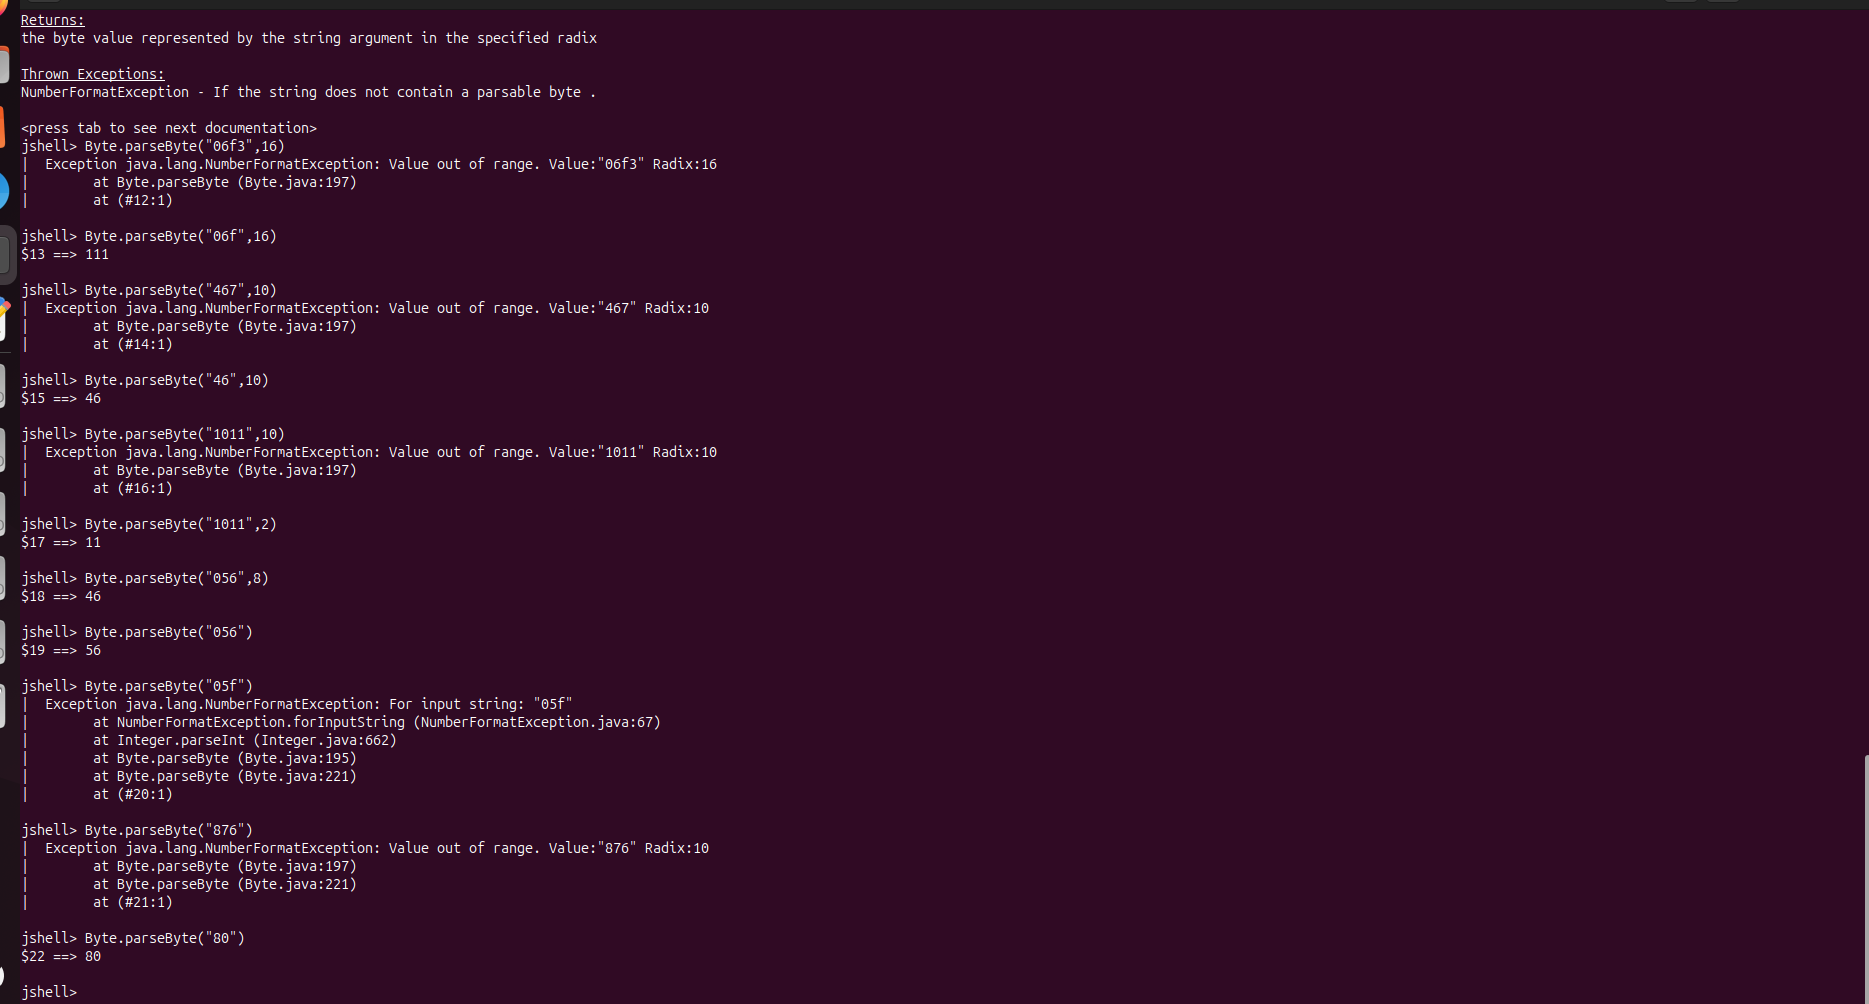 Returns:
the byte value represented by the string argument in the specified radix
Thrown Exceptions:
NumberFormatException - If the string does not contain a parsable byte .
<press tab to see next documentation>
jshell> Byte.parseByte("06f3",16)
|  Exception java.lang.NumberFormatException: Value out of range. Value:"06f3" Radix:16
|        at Byte.parseByte (Byte.java:197)
|        at (#12:1)
jshell> Byte.parseByte("06f",16)
$13 ==> 111
jshell> Byte.parseByte("467",10)
|  Exception java.lang.NumberFormatException: Value out of range. Value:"467" Radix:10
|        at Byte.parseByte (Byte.java:197)
|        at (#14:1)
jshell> Byte.parseByte("46",10)
$15 ==> 46
jshell> Byte.parseByte("1011",10)
|  Exception java.lang.NumberFormatException: Value out of range. Value:"1011" Radix:10
|        at Byte.parseByte (Byte.java:197)
|        at (#16:1)
jshell> Byte.parseByte("1011",2)
$17 ==> 11
jshell> Byte.parseByte("056",8)
$18 ==> 46
jshell> Byte.parseByte("056")
$19 ==> 56
jshell> Byte.parseByte("05f")
|  Exception java.lang.NumberFormatException: For input string: "05f"
|        at NumberFormatException.forInputString (NumberFormatException.java:67)
|        at Integer.parseInt (Integer.java:662)
|        at Byte.parseByte (Byte.java:195)
|        at Byte.parseByte (Byte.java:221)
|        at (#20:1)
jshell> Byte.parseByte("876")
|  Exception java.lang.NumberFormatException: Value out of range. Value:"876" Radix:10
|        at Byte.parseByte (Byte.java:197)
|        at Byte.parseByte (Byte.java:221)
|        at (#21:1)
jshell> Byte.parseByte("80")
$22 ==> 80
jshell>